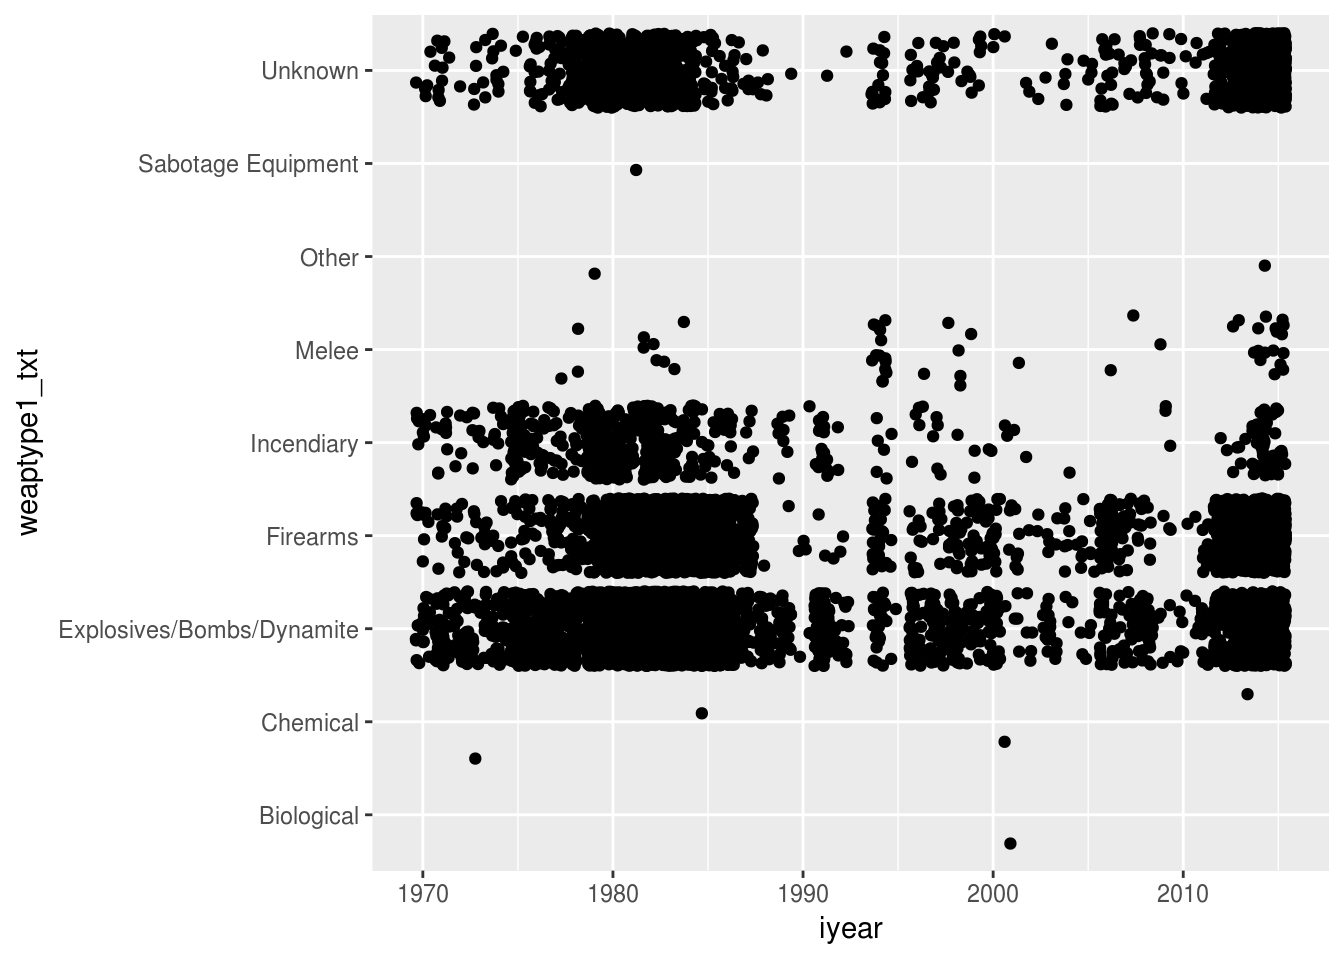 Unknown
Sabotage Equipment
Other
Melee
Incendiary
Firearms
Explosives/Bombs/Dynamite
Chemical
Biological
weaptype1_txt
1970 1980 1990 2000 2010
iyear